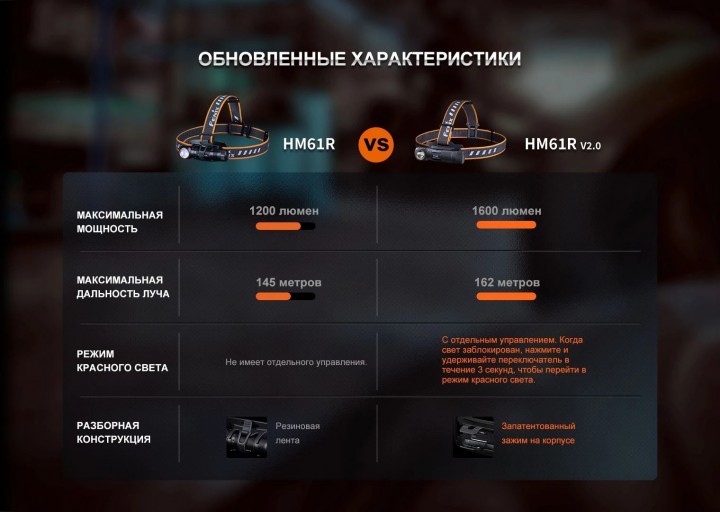 ОБНОВЛЕННЫЕ ХАРАКТЕРИСТИКИ
Fenix
HM61R
VS
Fenix
HM61R V2.0
МАКСИМАЛЬНАЯ
МОЩНОСТЬ
1200 люмен
1600 люмен
МАКСИМАЛЬНАЯ
ДАЛЬНОСТЬ ЛУЧА
145 метров
162 метров
РЕЖИМ
КРАСНОГО СВЕТА
Не имеет отдельного управления.
С отдельным управлением. Когда
свет заблокирован, нажмите и
удерживайте переключатель в
течение 3 секунд, чтобы перейти в
режим красного света.
РАЗБОРНАЯ
КОНСТРУКЦИЯ
Резиновая
лента
Запатентованный
зажим на корпусе